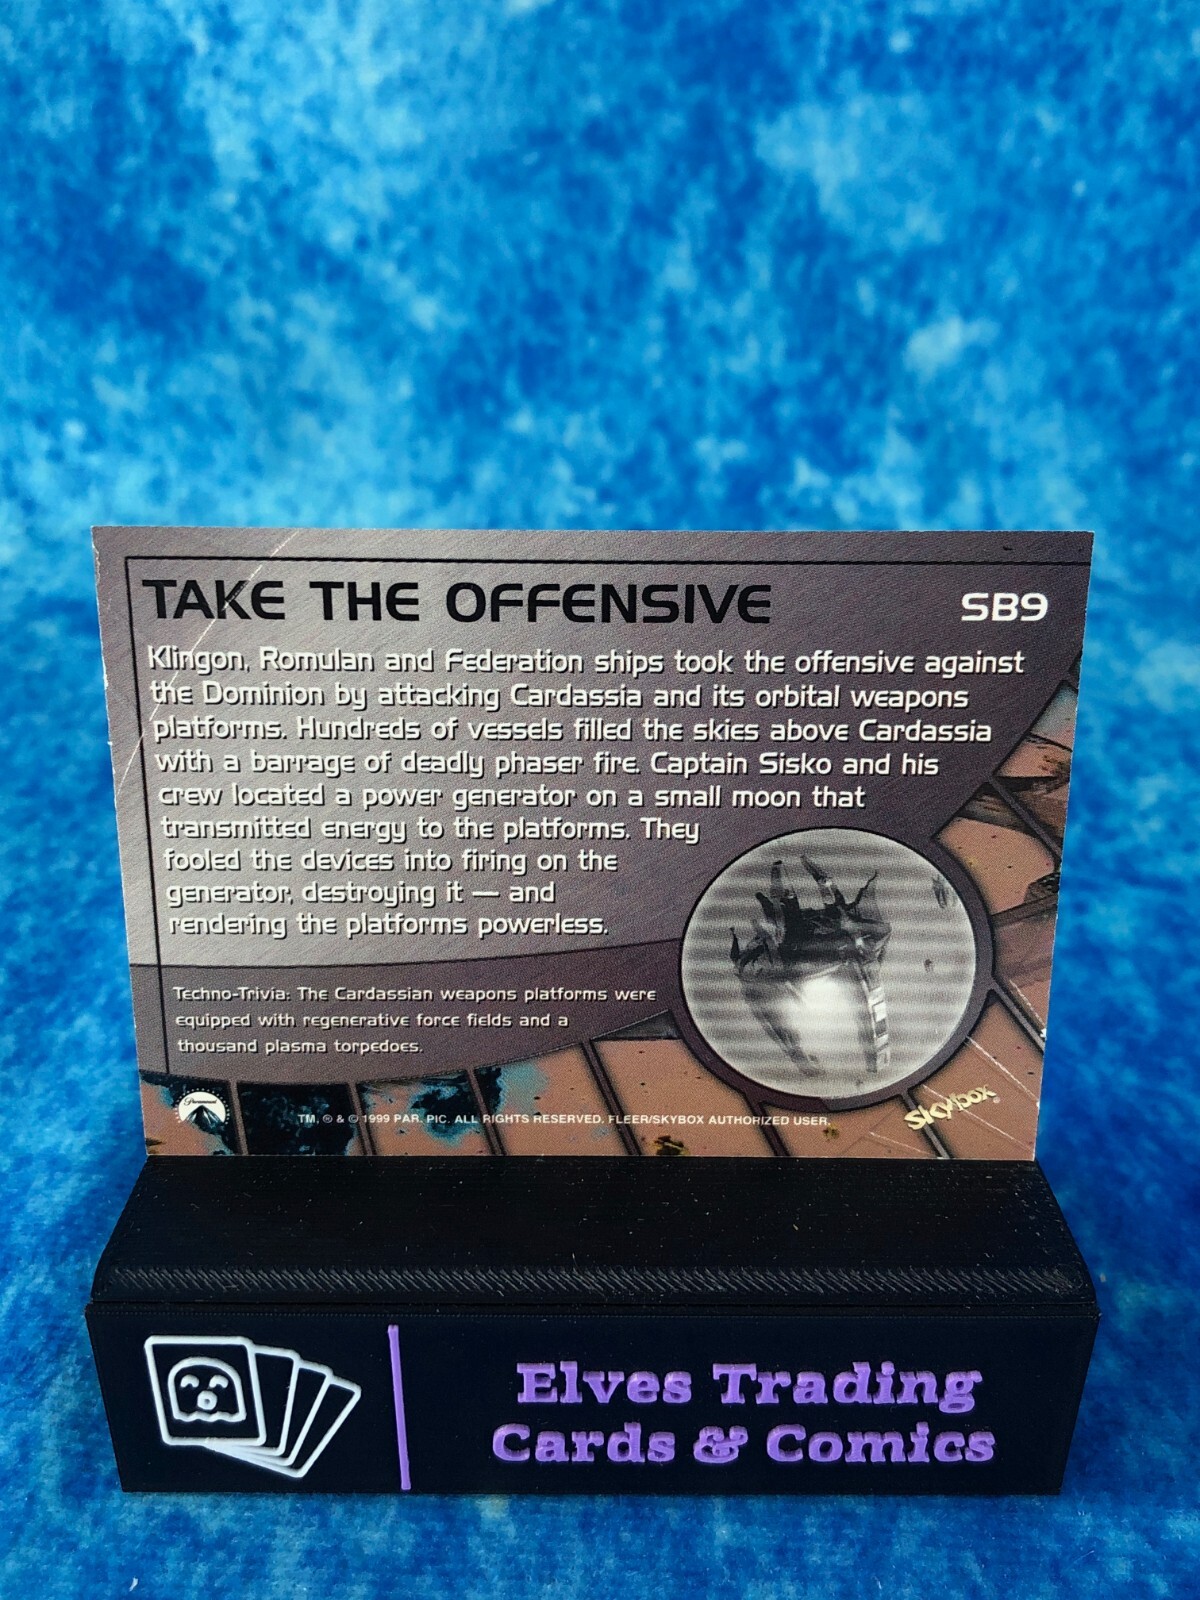 TAKE THE OFFENSIVE
SB9
Klingon, Romulan and Federation ships took the offensive against
the Dominion by attacking Cardassia and its orbital weapons
platforms. Hundreds of vessels filled the skies above Cardassia
with a barrage of deadly phaser fire. Captain Sisko and his
crew located a power generator on a small moon that
transmitted energy to the platforms. They
fooled the devices into firing on the
generator, destroying it — and
rendering the platforms powerless.
Techno-Trivia: The Cardassian weapons platforms were
equipped with regenerative force fields and a
thousand plasma torpedoes.
Paramount
TM, ® & © 1999 PAR. PIC. ALL RIGHTS RESERVED. FLEER/SKYBOX AUTHORIZED USER.
SKYbox®
Elves Trading
Cards & Comics